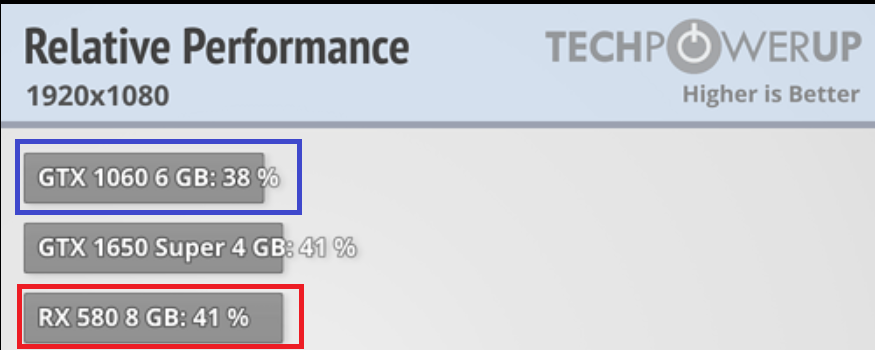 Relative Performance
TECHPOWERUP
1920x1080
Higher is Better
GTX 1060 6 GB: 38 %
GTX 1650 Super 4 GB: 41 %
RX 580 8 GB: 41 %